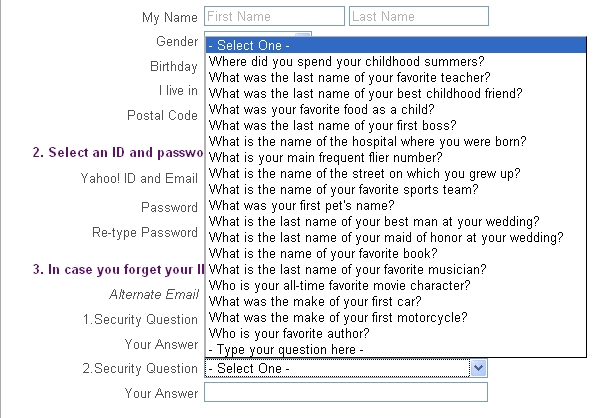 My Name First Name Last Name
Gender
- Select One -
Where did you spend your childhood summers?
Birthday
What was the last name of your favorite teacher?
I live in
What was the last name of your best childhood friend?
Postal Code
What was your favorite food as a child?
What was the last name of your first boss?
What is the name of the hospital where you were born?
2. Select an ID and passwo
What is your main frequent flier number?
Yahoo! ID and Email
What is the name of the street on which you grew up?
What is the name of your favorite sports team?
Password
What was your first pet's name?
What is the last name of your best man at your wedding?
Re-type Password
What is the last name of your maid of honor at your wedding?
What is the name of your favorite book?
3. In case you forget your
What is the last name of your favorite musician?
Who is your all-time favorite movie character?
Alternate Email
What was the make of your first car?
1.Security Question
What was the make of your first motorcycle?
Who is your favorite author?
Your Answer
- Type your question here -
2.Security Question - Select One -
Your Answer